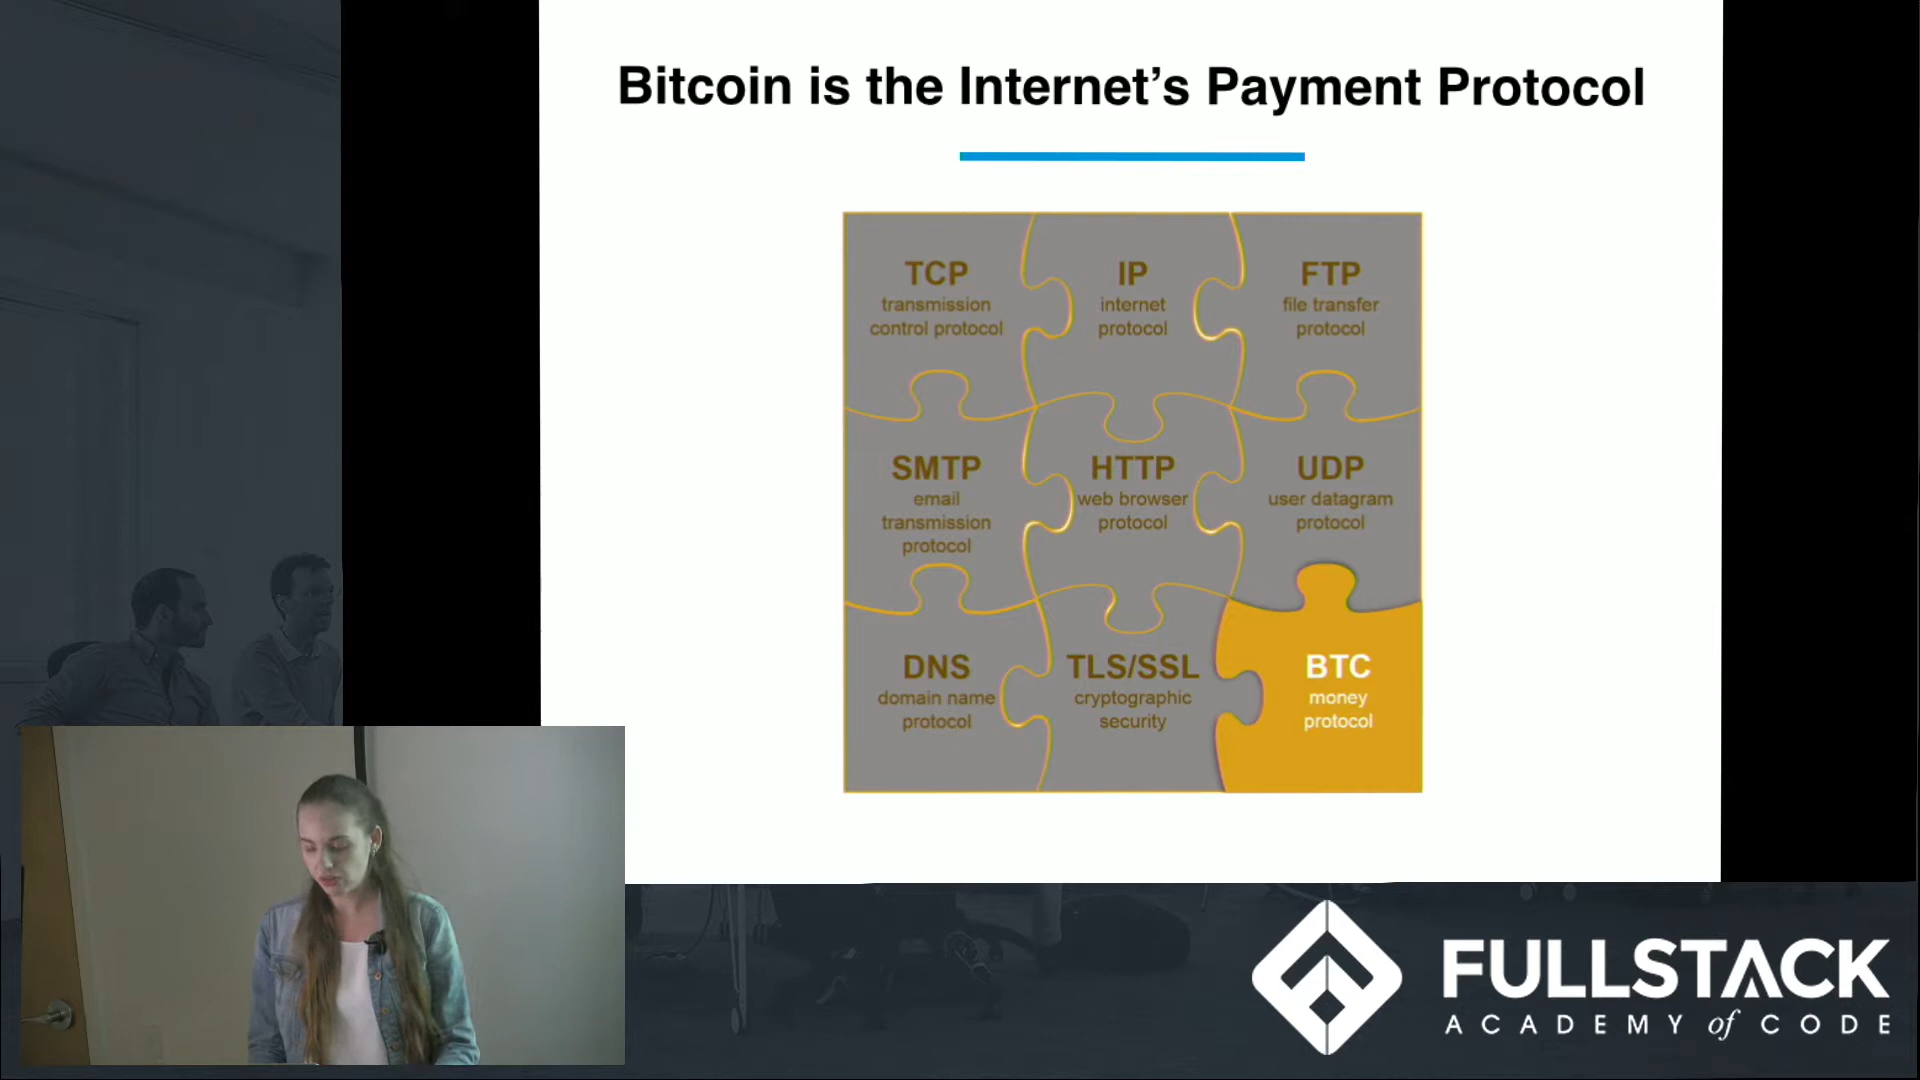 Bitcoin is the Internet’s Payment Protocol
TCP
transmission
control protocol
IP
internet
protocol
FTP
file transfer
protocol
SMTP
email
transmission
protocol
HTTP
web browser
protocol
UDP
user datagram
protocol
DNS
domain name
protocol
TLS/SSL
cryptographic
security
BTC
money
protocol
FULLSTACK
ACADEMY of CODE